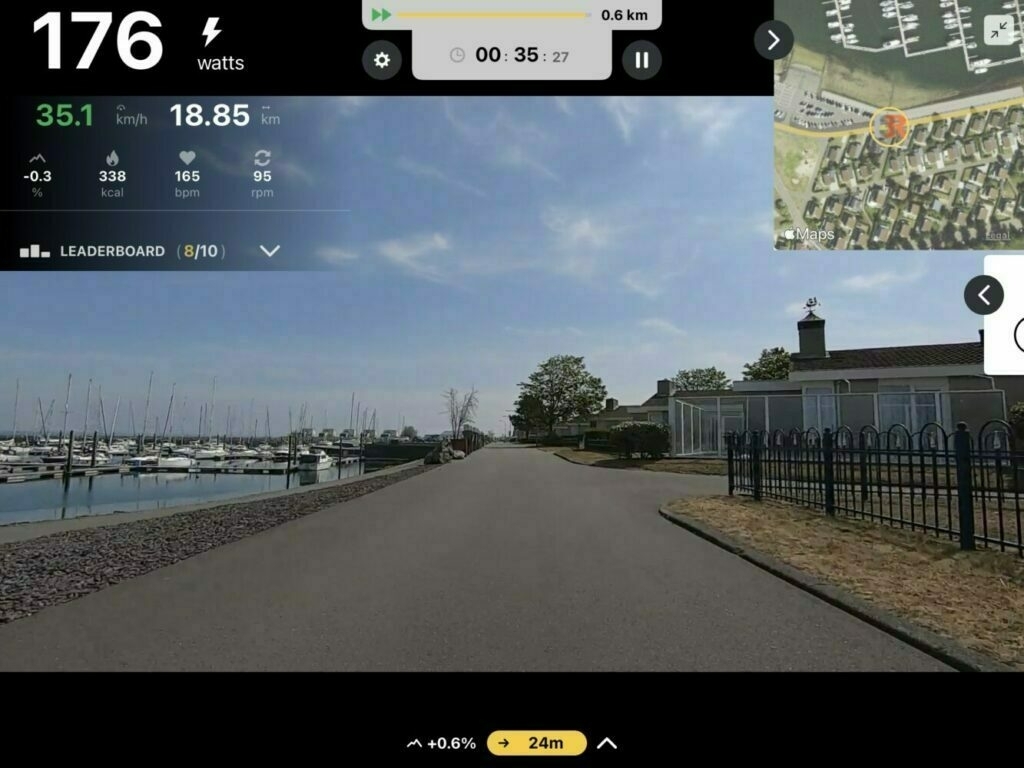 176
watts
0.6 km
00:35:27
35.1 km/h
18.85 km
-0.3
%
338
kcal
165
bpm
95
rpm
LEADERBOARD (8/10)
Maps
Legal
+0.6%
24m